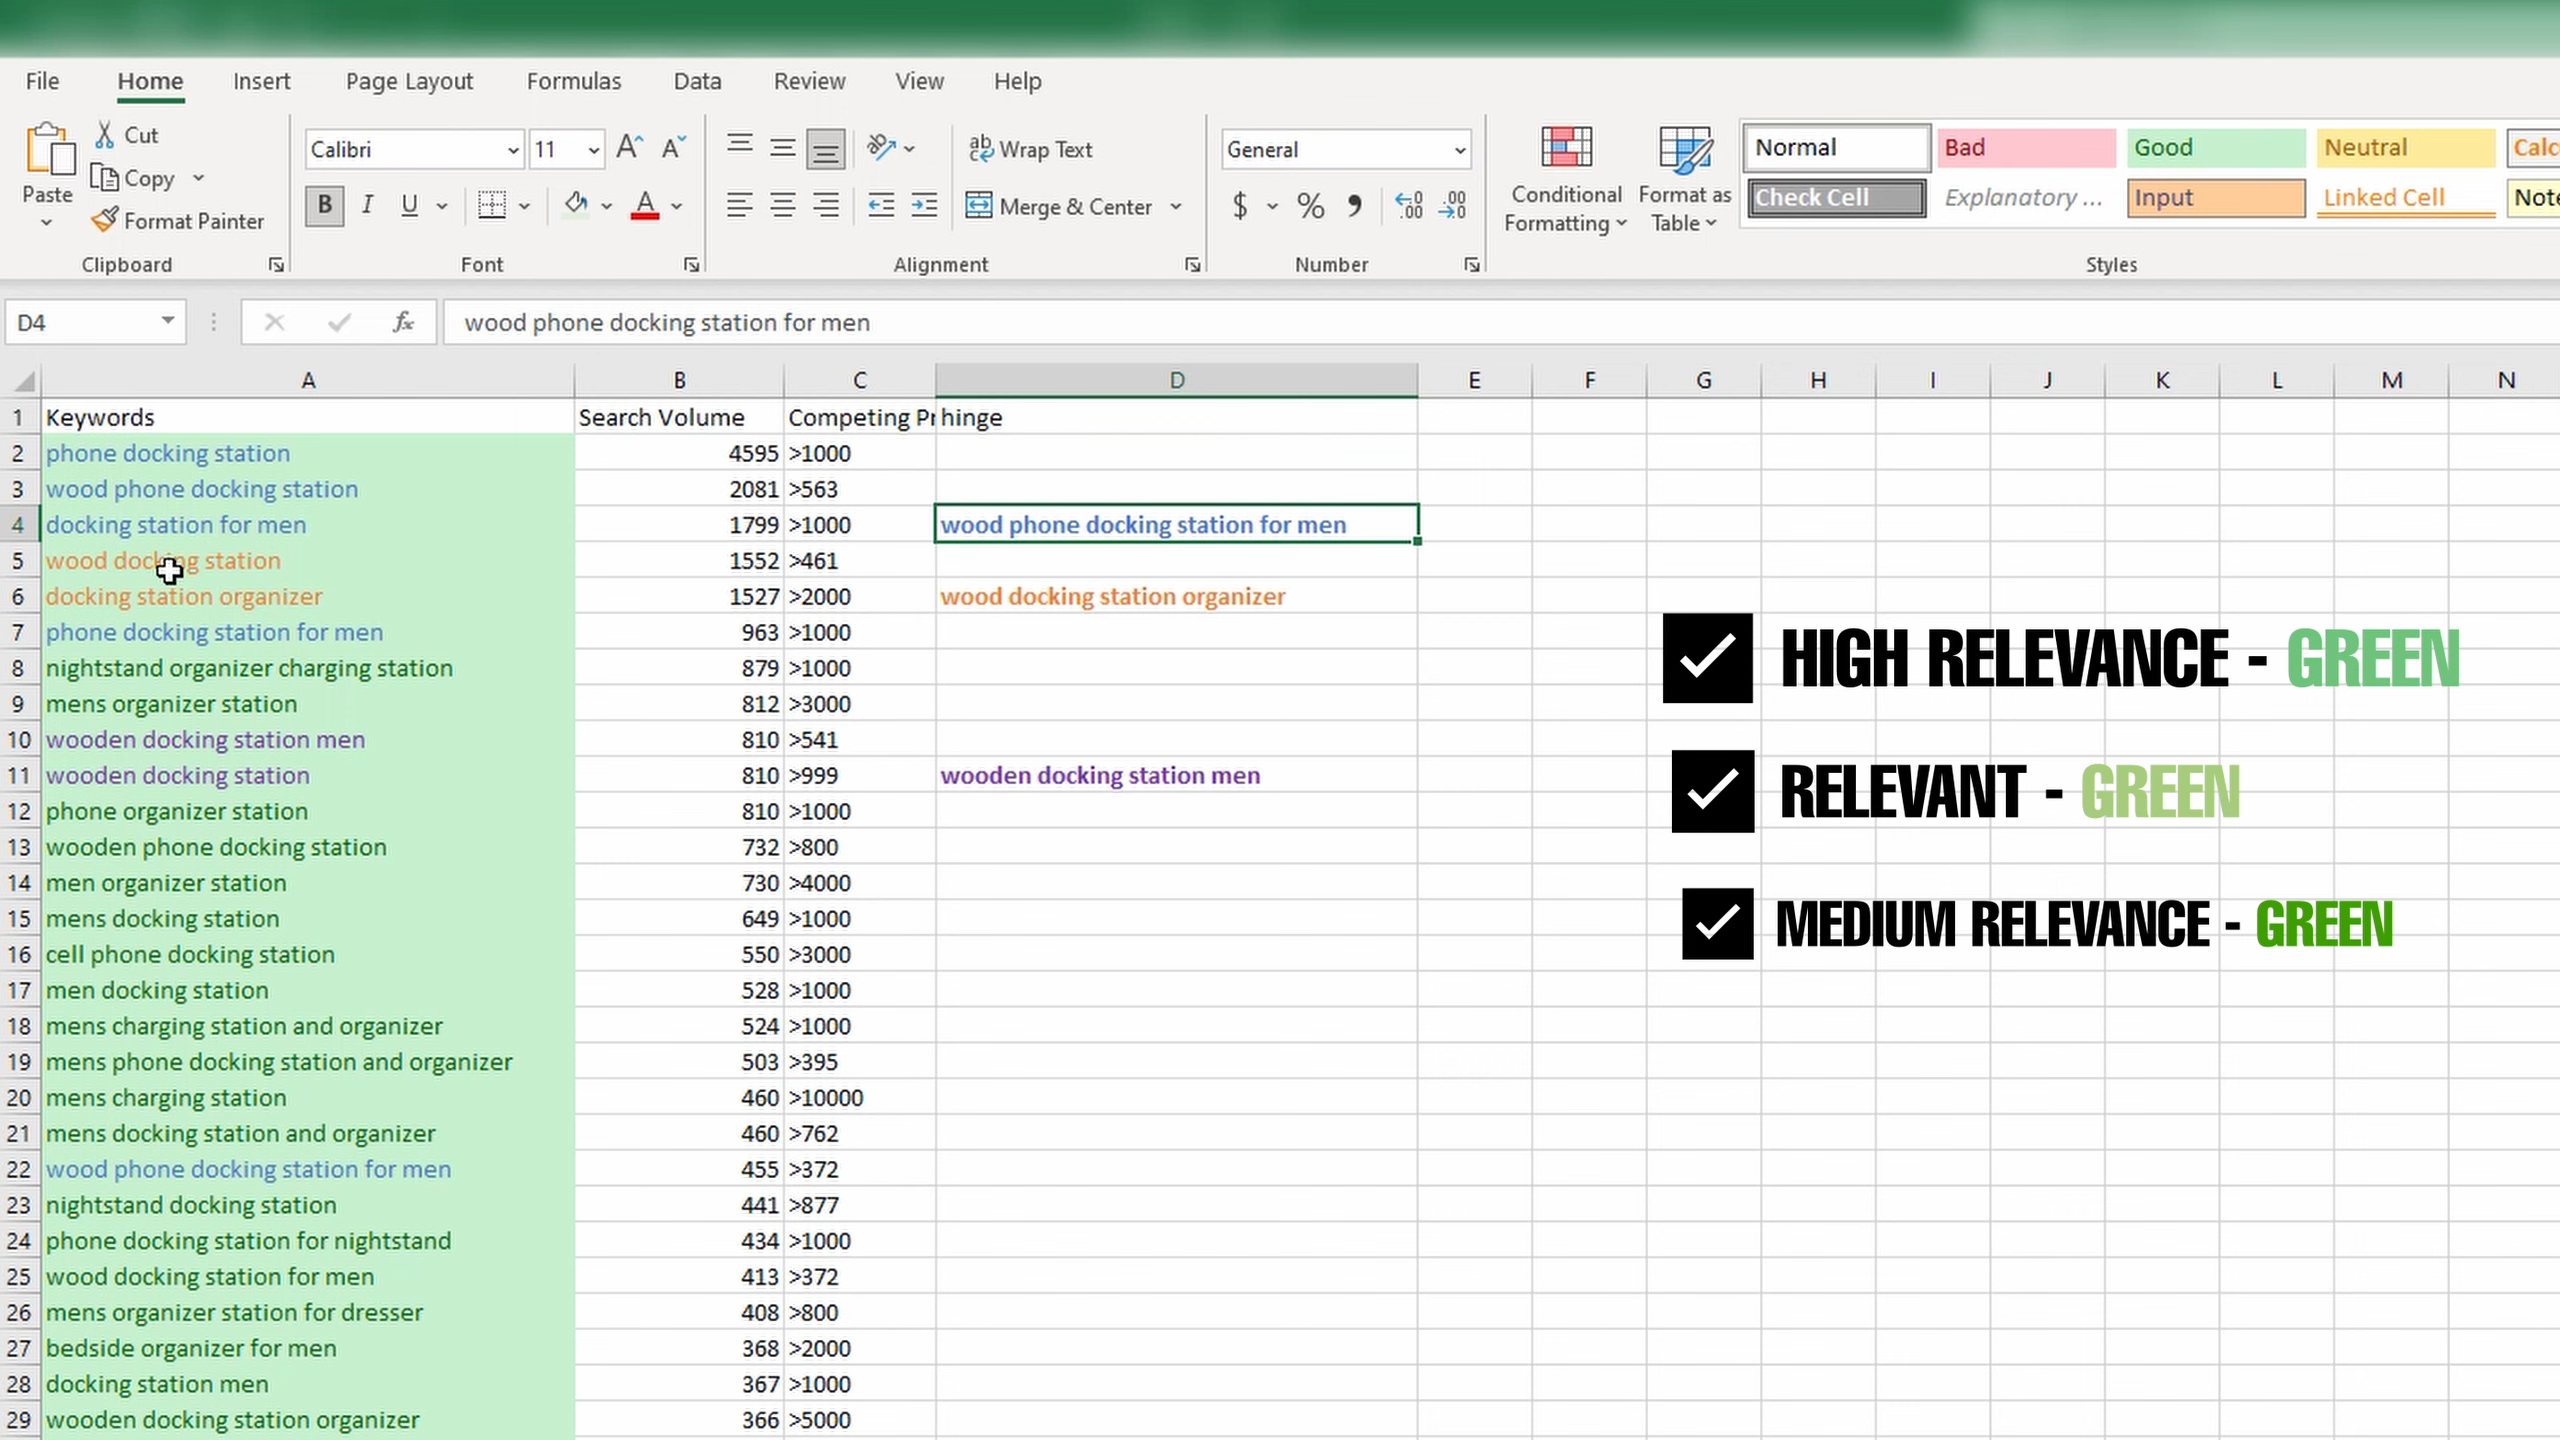 File Home Insert Page Layout Formulas Data Review View Help
Paste
Cut
Copy
Format Painter
Clipboard
Calibri 11
B I U
Font
Wrap Text
Merge & Center
Alignment
General
$ % ,
Number
Conditional Formatting
Format as Table
Normal Bad Good Neutral Calc
Check Cell Explanatory ... Input Linked Cell Note
Styles
D4 fx wood phone docking station for men
A B C D E F G H I J K L M N
1 Keywords Search Volume Competing Pr hinge
2 phone docking station 4595 >1000
3 wood phone docking station 2081 >563
4 docking station for men 1799 >1000 wood phone docking station for men
5 wood docking station 1552 >461
6 docking station organizer 1527 >2000 wood docking station organizer
7 phone docking station for men 963 >1000
8 nightstand organizer charging station 879 >1000
9 mens organizer station 812 >3000
10 wooden docking station men 810 >541
11 wooden docking station 810 >999 wooden docking station men
12 phone organizer station 810 >1000
13 wooden phone docking station 732 >800
14 men organizer station 730 >4000
15 mens docking station 649 >1000
16 cell phone docking station 550 >3000
17 men docking station 528 >1000
18 mens charging station and organizer 524 >1000
19 mens phone docking station and organizer 503 >395
20 mens charging station 460 >10000
21 mens docking station and organizer 460 >762
22 wood phone docking station for men 455 >372
23 nightstand docking station 441 >877
24 phone docking station for nightstand 434 >1000
25 wood docking station for men 413 >372
26 mens organizer station for dresser 408 >800
27 bedside organizer for men 368 >2000
28 docking station men 367 >1000
29 wooden docking station organizer 366 >5000
HIGH RELEVANCE - GREEN
RELEVANT - GREEN
MEDIUM RELEVANCE - GREEN